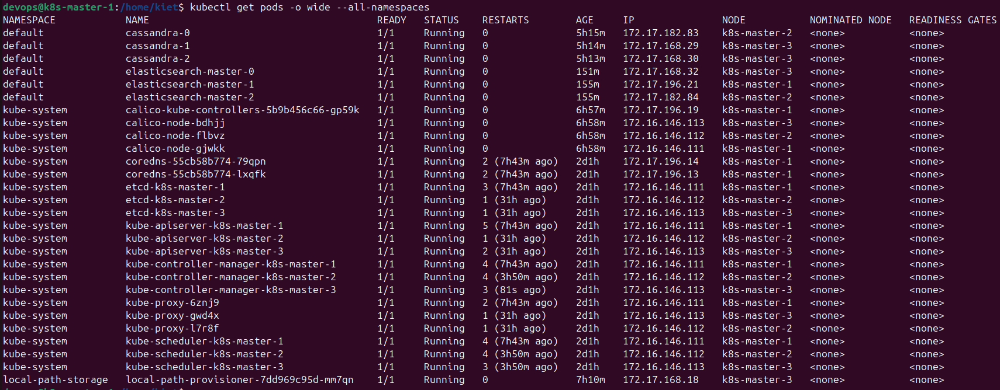 devops@k8s-master-1:/home/kiet$ kubectl get pods -o wide --all-namespaces
NAMESPACE NAME READY STATUS RESTARTS AGE IP NODE NOMINATED NODE READINESS GATES
default cassandra-0 1/1 Running 0 5h15m 172.17.182.83 k8s-master-2 <none> <none>
default cassandra-1 1/1 Running 0 5h14m 172.17.168.29 k8s-master-3 <none> <none>
default cassandra-2 1/1 Running 0 5h13m 172.17.168.30 k8s-master-3 <none> <none>
default elasticsearch-master-0 1/1 Running 0 151m 172.17.168.32 k8s-master-3 <none> <none>
default elasticsearch-master-1 1/1 Running 0 155m 172.17.196.21 k8s-master-1 <none> <none>
default elasticsearch-master-2 1/1 Running 0 155m 172.17.182.84 k8s-master-2 <none> <none>
kube-system calico-kube-controllers-5b9b456c66-gp59k 1/1 Running 0 6h57m 172.17.196.19 k8s-master-1 <none> <none>
kube-system calico-node-bdhjj 1/1 Running 0 6h58m 172.16.146.113 k8s-master-3 <none> <none>
kube-system calico-node-flbvz 1/1 Running 0 6h58m 172.16.146.112 k8s-master-2 <none> <none>
kube-system calico-node-gjwkk 1/1 Running 0 6h58m 172.16.146.111 k8s-master-1 <none> <none>
kube-system coredns-55cb58b774-79qpn 1/1 Running 2 (7h43m ago) 2d1h 172.17.196.14 k8s-master-1 <none> <none>
kube-system coredns-55cb58b774-lxqfk 1/1 Running 2 (7h43m ago) 2d1h 172.17.196.13 k8s-master-1 <none> <none>
kube-system etcd-k8s-master-1 1/1 Running 3 (7h43m ago) 2d1h 172.16.146.111 k8s-master-1 <none> <none>
kube-system etcd-k8s-master-2 1/1 Running 1 (31h ago) 2d1h 172.16.146.112 k8s-master-2 <none> <none>
kube-system etcd-k8s-master-3 1/1 Running 1 (31h ago) 2d1h 172.16.146.113 k8s-master-3 <none> <none>
kube-system kube-apiserver-k8s-master-1 1/1 Running 5 (7h43m ago) 2d1h 172.16.146.111 k8s-master-1 <none> <none>
kube-system kube-apiserver-k8s-master-2 1/1 Running 1 (31h ago) 2d1h 172.16.146.112 k8s-master-2 <none> <none>
kube-system kube-apiserver-k8s-master-3 1/1 Running 2 (31h ago) 2d1h 172.16.146.113 k8s-master-3 <none> <none>
kube-system kube-controller-manager-k8s-master-1 1/1 Running 4 (7h43m ago) 2d1h 172.16.146.111 k8s-master-1 <none> <none>
kube-system kube-controller-manager-k8s-master-2 1/1 Running 4 (3h50m ago) 2d1h 172.16.146.112 k8s-master-2 <none> <none>
kube-system kube-controller-manager-k8s-master-3 1/1 Running 3 (81s ago) 2d1h 172.16.146.113 k8s-master-3 <none> <none>
kube-system kube-proxy-6znj9 1/1 Running 2 (7h43m ago) 2d1h 172.16.146.111 k8s-master-1 <none> <none>
kube-system kube-proxy-gwd4x 1/1 Running 1 (31h ago) 2d1h 172.16.146.113 k8s-master-3 <none> <none>
kube-system kube-proxy-l7r8f 1/1 Running 1 (31h ago) 2d1h 172.16.146.112 k8s-master-2 <none> <none>
kube-system kube-scheduler-k8s-master-1 1/1 Running 4 (7h43m ago) 2d1h 172.16.146.111 k8s-master-1 <none> <none>
kube-system kube-scheduler-k8s-master-2 1/1 Running 4 (3h50m ago) 2d1h 172.16.146.112 k8s-master-2 <none> <none>
kube-system kube-scheduler-k8s-master-3 1/1 Running 3 (3h50m ago) 2d1h 172.16.146.113 k8s-master-3 <none> <none>
local-path-storage local-path-provisioner-7dd969c95d-mm7qn 1/1 Running 0 7h10m 172.17.168.18 k8s-master-3 <none> <none>